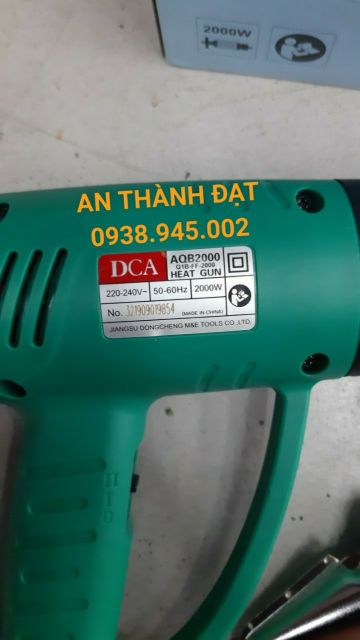 2000W
AN THÀNH ĐẠT
0938.945.002
DCA
AQB2000
Q1B-FF-2000
HEAT GUN
220-240V~ 50-60Hz 2000W
No. 321909019854 (MADE IN CHINA)
JIANGSU DONGCHENG M&E TOOLS CO.,LTD.
II I O